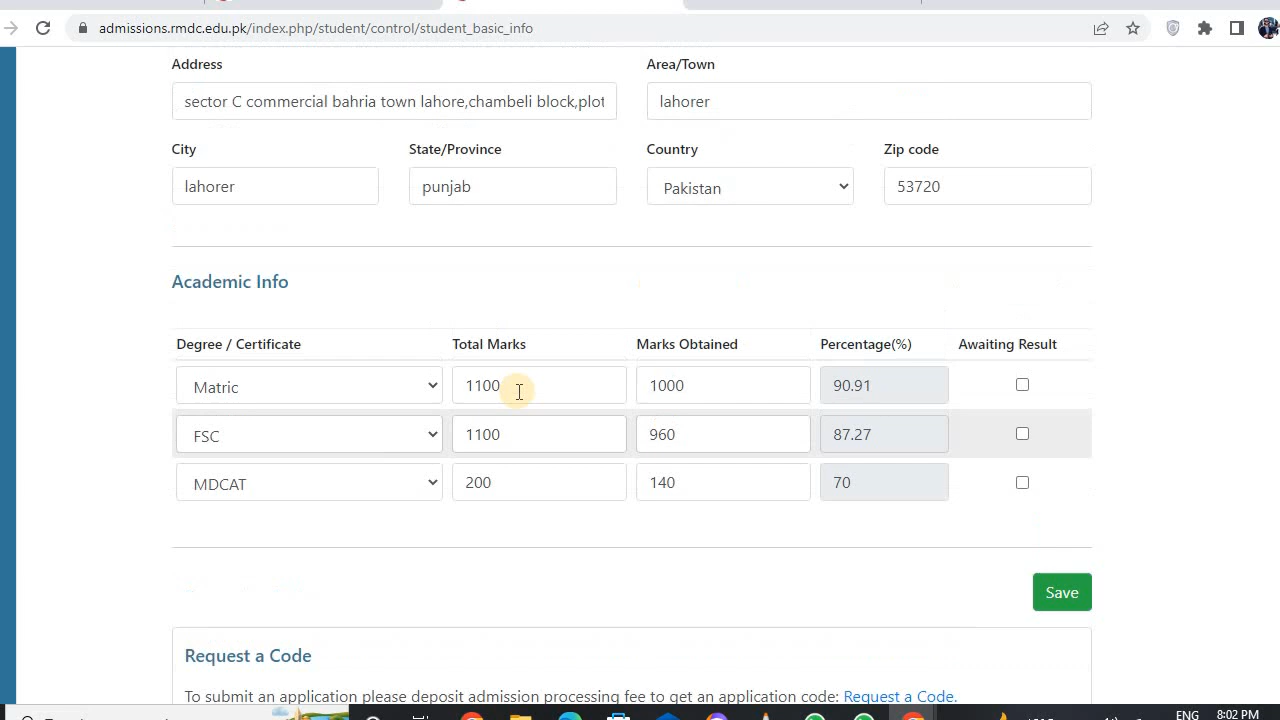 admissions.rmdc.edu.pk/index.php/student/control/student_basic_info
Address Area/Town
sector C commercial bahria town lahore,chambeli block,plot lahorer
City State/Province Country Zip code
lahorer punjab Pakistan 53720
Academic Info
Degree / Certificate Total Marks Marks Obtained Percentage(%) Awaiting Result
Matric 1100 1000 90.91
FSC 1100 960 87.27
MDCAT 200 140 70
Save
Request a Code
To submit an application please deposit admission processing fee to get an application code: Request a Code.
ENG 8:02 PM